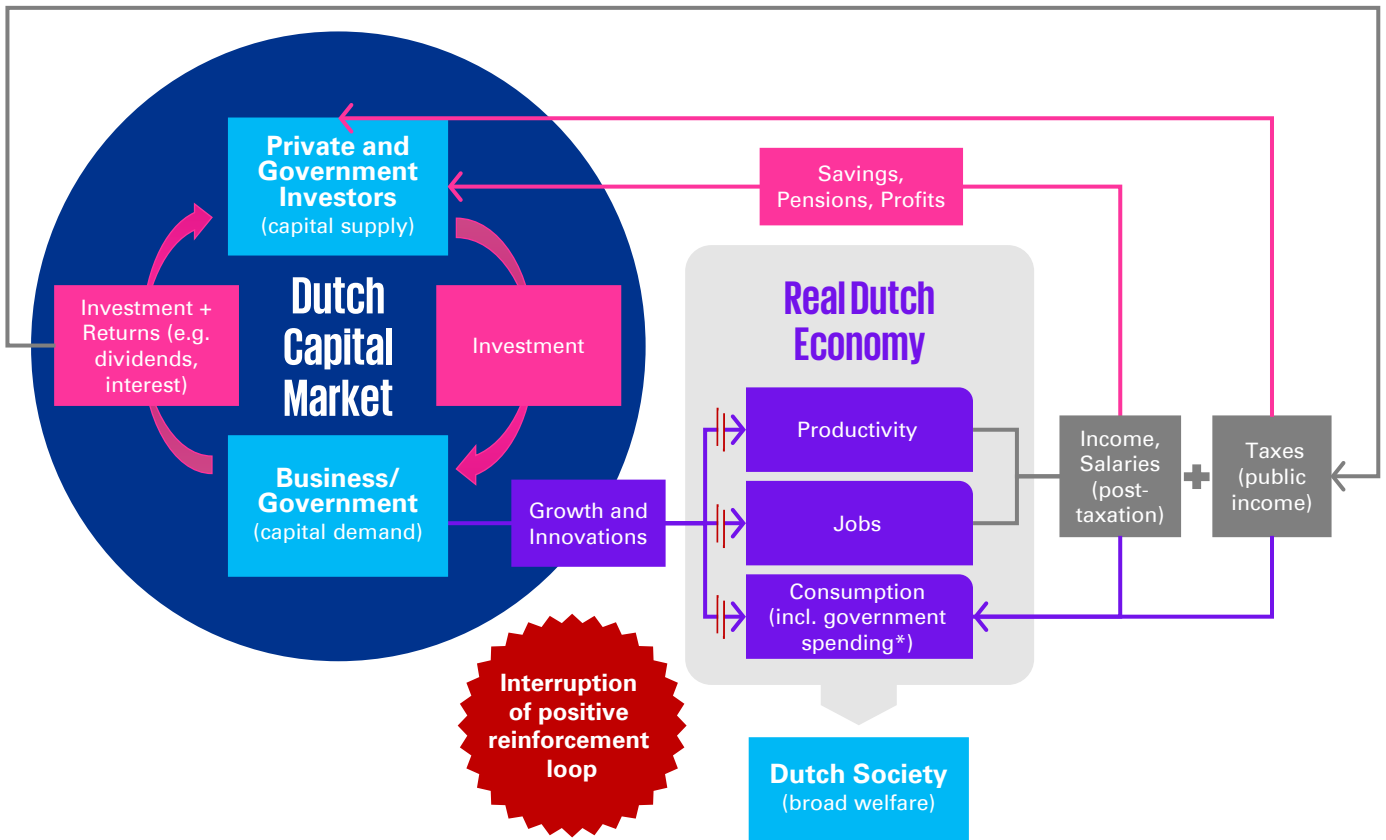 Private and
Government
Investors
(capital supply)
Investment +
Returns (e.g.
dividends,
interest)
Dutch
Capital
Market
Investment
Business/
Government
(capital demand)
Growth and
Innovations
Savings,
Pensions, Profits
Real Dutch
Economy
Productivity
Jobs
Consumption
(incl. government
spending*)
Income,
Salaries
(post-
taxation)
Taxes
(public
income)
Interruption
of positive
reinforcement
loop
Dutch Society
(broad welfare)